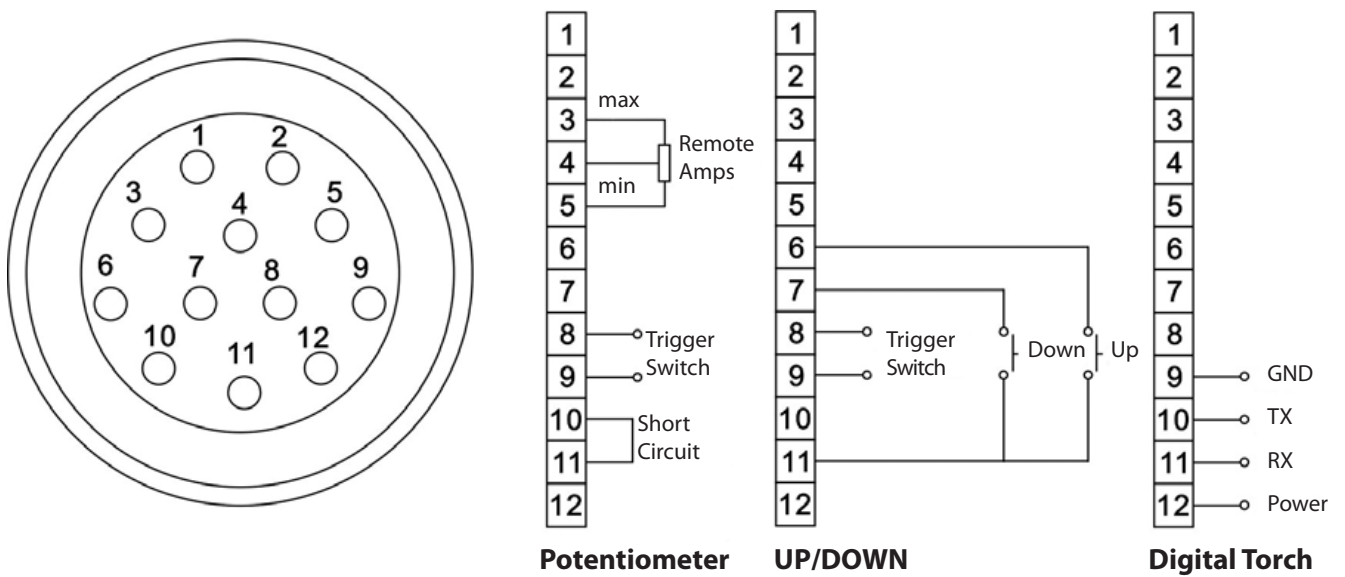 1 2
3 4 5
6 7 8 9
10 11 12
1
2
3
4
5
6
7
8
9
10
11
12
max
Remote
Amps
min
Trigger
Switch
Short
Circuit
Potentiometer
1
2
3
4
5
6
7
8
9
10
11
12
Trigger
Switch
Down
Up
UP/DOWN
1
2
3
4
5
6
7
8
9
10
11
12
GND
TX
RX
Power
Digital Torch